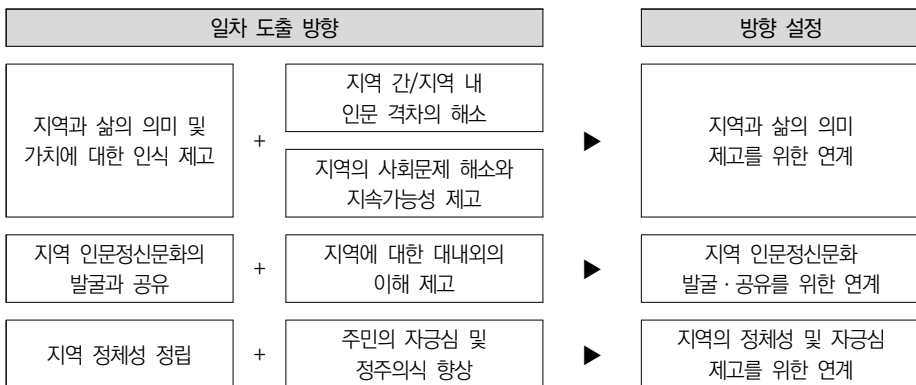 일차 도출 방향
방향 설정
지역과 삶의 의미 및
가치에 대한 인식 제고
+
지역 간/지역 내
인문 격차의 해소
지역의 사회문제 해소와
지속가능성 제고
▶
지역과 삶의 의미
제고를 위한 연계
지역 인문정신문화의
발굴과 공유
+
지역에 대한 대내외의
이해 제고
▶
지역 인문정신문화
발굴 · 공유를 위한 연계
지역 정체성 정립
+
주민의 자긍심 및
정주의식 향상
▶
지역의 정체성 및 자긍심
제고를 위한 연계